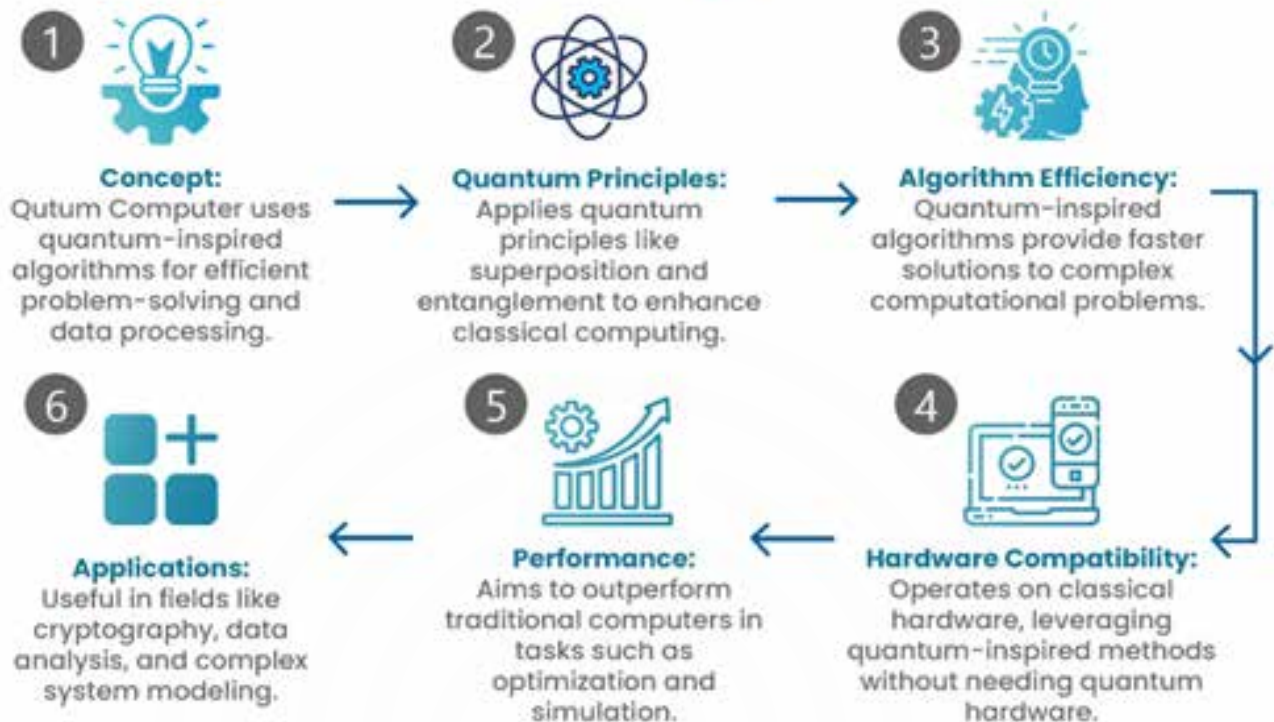 1
Concept:
Qutum Computer uses
quantum-inspired
algorithms for efficient
problem-solving and
data processing.
2
Quantum Principles:
Applies quantum
principles like
superposition and
entanglement to enhance
classical computing.
3
Algorithm Efficiency:
Quantum-inspired
algorithms provide faster
solutions to complex
computational problems.
4
Hardware Compatibility:
Operates on classical
hardware, leveraging
quantum-inspired methods
without needing quantum
hardware.
5
Performance:
Aims to outperform
traditional computers in
tasks such as
optimization and
simulation.
6
Applications:
Useful in fields like
cryptography, data
analysis, and complex
system modeling.